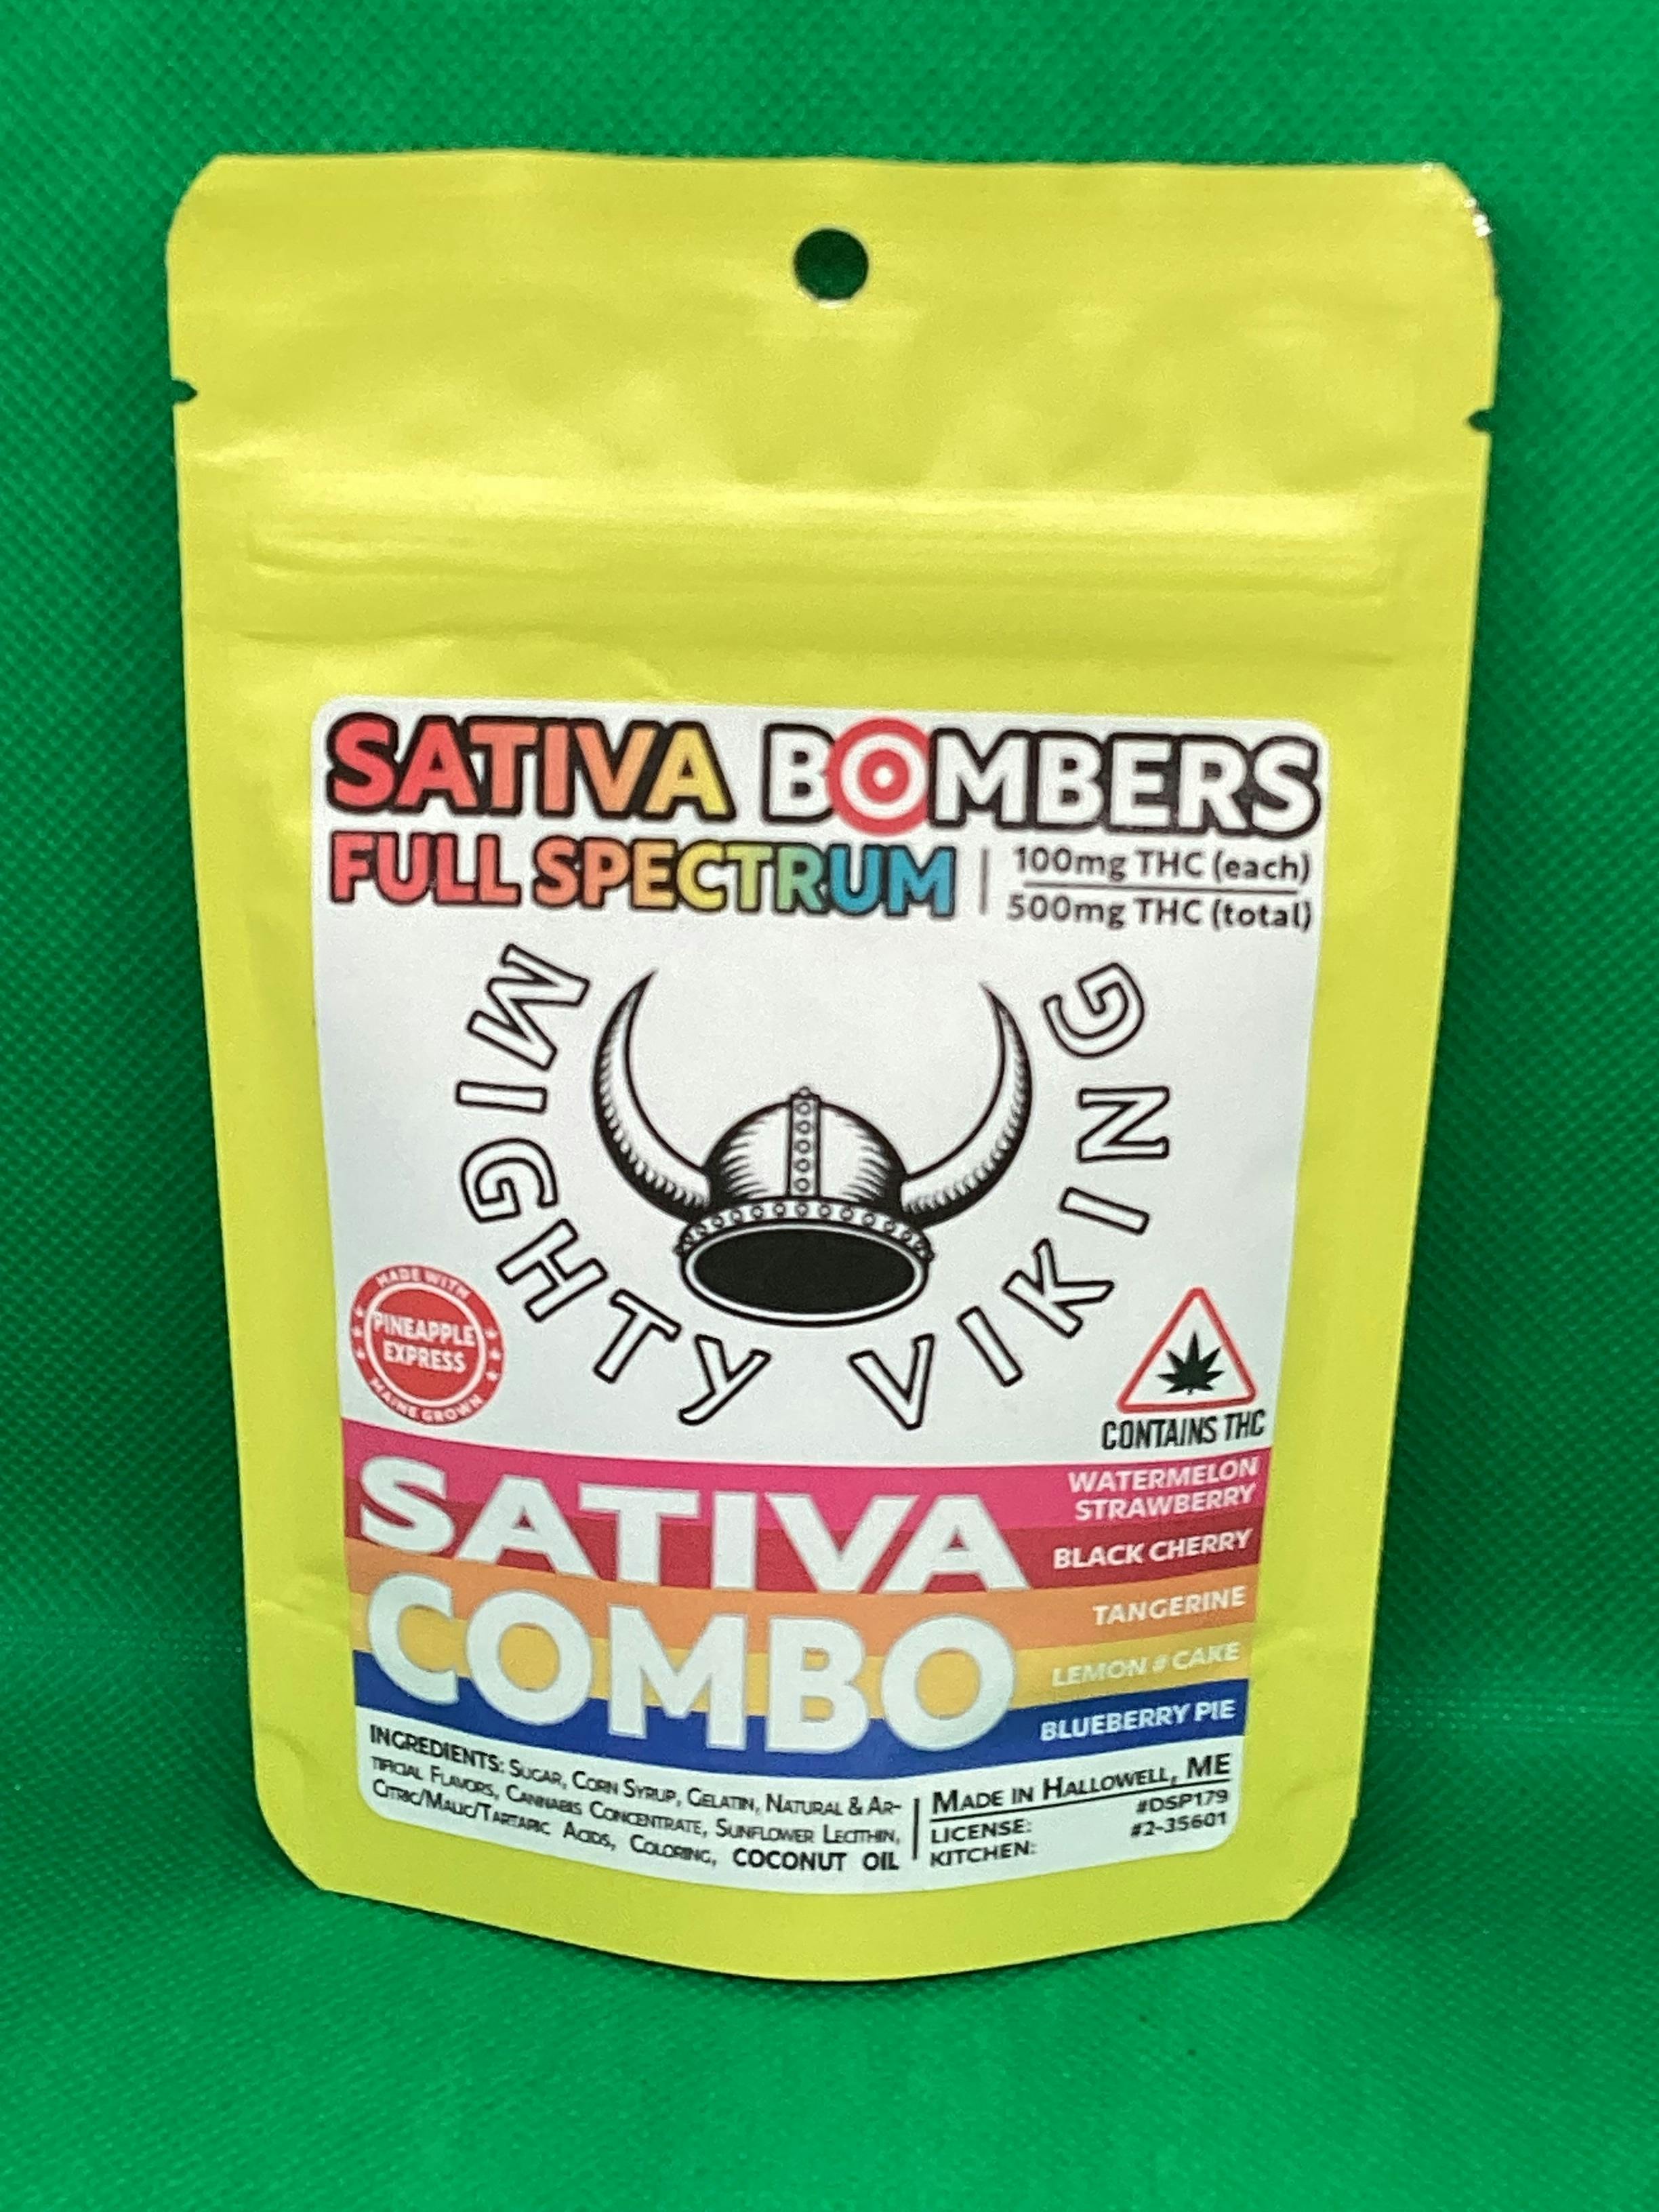 SATIVA BOMBERS
FULL SPECTRUM
100mg THC (each)
500mg THC (total)
MIGHTY VIKING
MADE WITH
PINEAPPLE
EXPRESS
MAINE GROWN
CONTAINS THC
SATIVA
COMBO
WATERMELON
STRAWBERRY
BLACK CHERRY
TANGERINE
LEMON # CAKE
BLUEBERRY PIE
INGREDIENTS: SUGAR, CORN SYRUP, GELATIN, NATURAL & AR-
TIFICIAL FLAVORS, CANNABIS CONCENTRATE, SUNFLOWER LECITHIN,
CITRIC/MALIC/TARTARIC ACIDS, COLORING, COCONUT OIL
MADE IN HALLOWELL, ME
LICENSE: #DSP179
KITCHEN: #2-35601